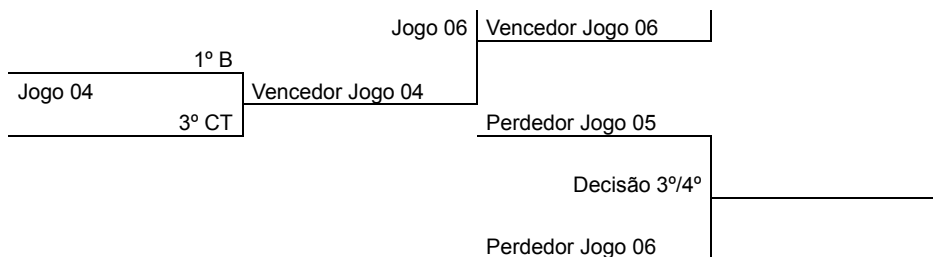 Jogo 06 Vencedor Jogo 06
1º B
Jogo 04 Vencedor Jogo 04
3º CT Perdedor Jogo 05
Decisão 3º/4º
Perdedor Jogo 06